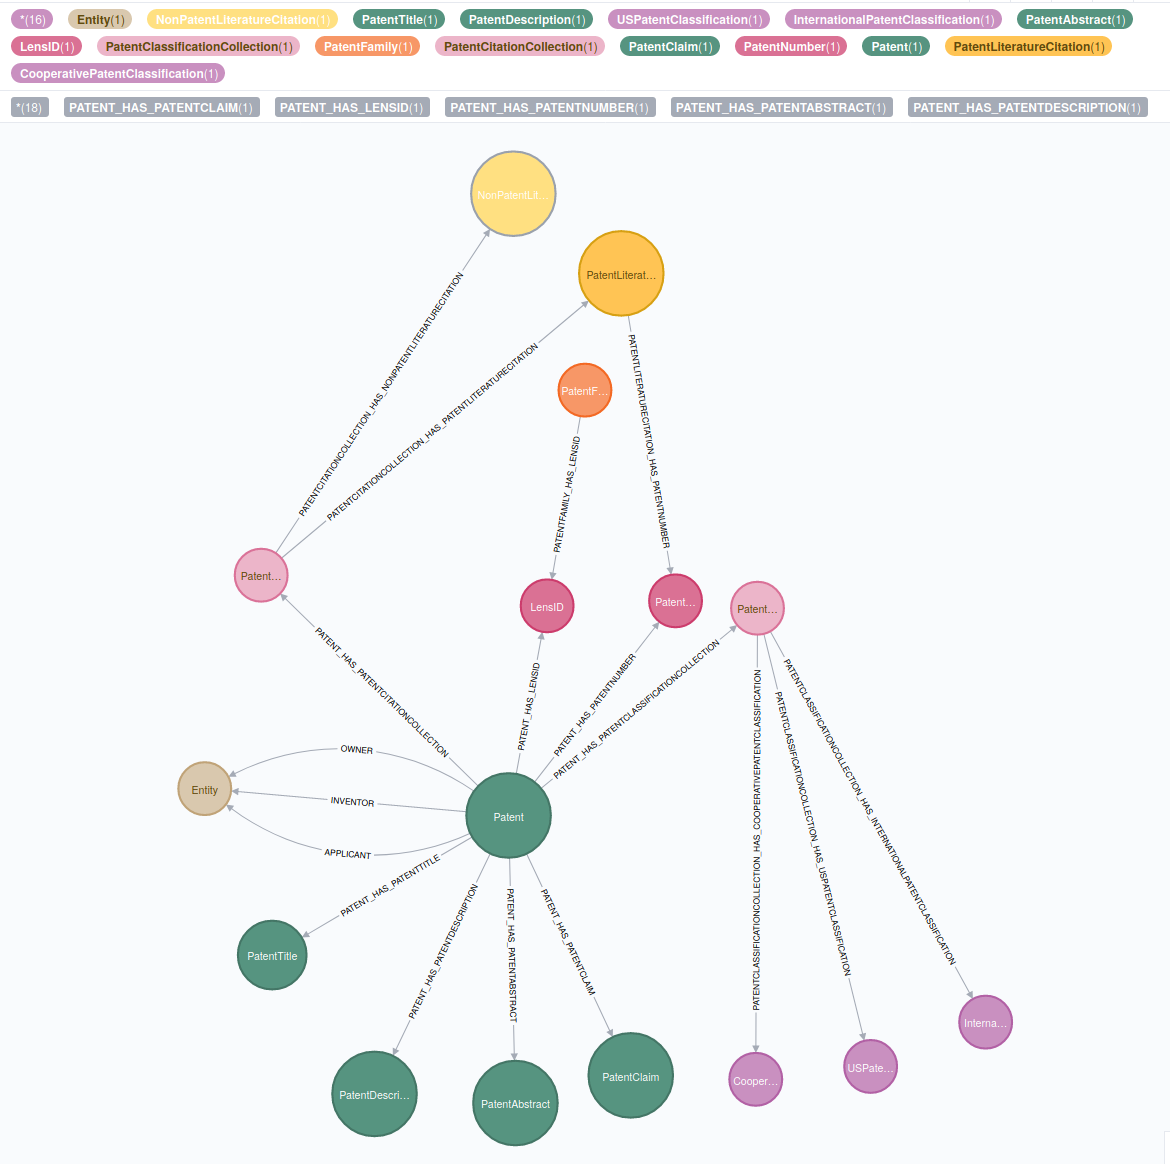 *(16) Entity(1) NonPatentLiteratureCitation(1) PatentTitle(1) PatentDescription(1) USPatentClassification(1) InternationalPatentClassification(1) PatentAbstract(1)
LensID(1) PatentClassificationCollection(1) PatentFamily(1) PatentCitationCollection(1) PatentClaim(1) PatentNumber(1) Patent(1) PatentLiteratureCitation(1)
CooperativePatentClassification(1)
*(18) PATENT_HAS_PATENTCLAIM(1) PATENT_HAS_LENSID(1) PATENT_HAS_PATENTNUMBER(1) PATENT_HAS_PATENTABSTRACT(1) PATENT_HAS_PATENTDESCRIPTION(1)
NonPatentLit...
PatentLiterat...
PATENTCITATIONCOLLECTION_HAS_NONPATENTLITERATURECITATION
PATENTCITATIONCOLLECTION_HAS_PATENTLITERATURECITATION
PATENTLITERATURECITATION_HAS_PATENTNUMBER
PatentF...
PATENTFAMILY_HAS_LENSID
Patent...
LensID
Patent...
Patent...
PATENT_HAS_PATENTCITATIONCOLLECTION
PATENT_HAS_LENSID
PATENT_HAS_PATENTNUMBER
PATENT_HAS_PATENTCLASSIFICATIONCOLLECTION
PATENTCLASSIFICATIONCOLLECTION_HAS_COOPERATIVEPATENTCLASSIFICATION
PATENTCLASSIFICATIONCOLLECTION_HAS_USPATENTCLASSIFICATION
PATENTCLASSIFICATIONCOLLECTION_HAS_INTERNATIONALPATENTCLASSIFICATION
OWNER
Entity
INVENTOR
Patent
APPLICANT
PATENT_HAS_PATENTTITLE
PATENT_HAS_PATENTDESCRIPTION
PATENT_HAS_PATENTABSTRACT
PATENT_HAS_PATENTCLAIM
PatentTitle
Interna...
USPate...
PatentClaim
Cooper...
PatentDescri...
PatentAbstract